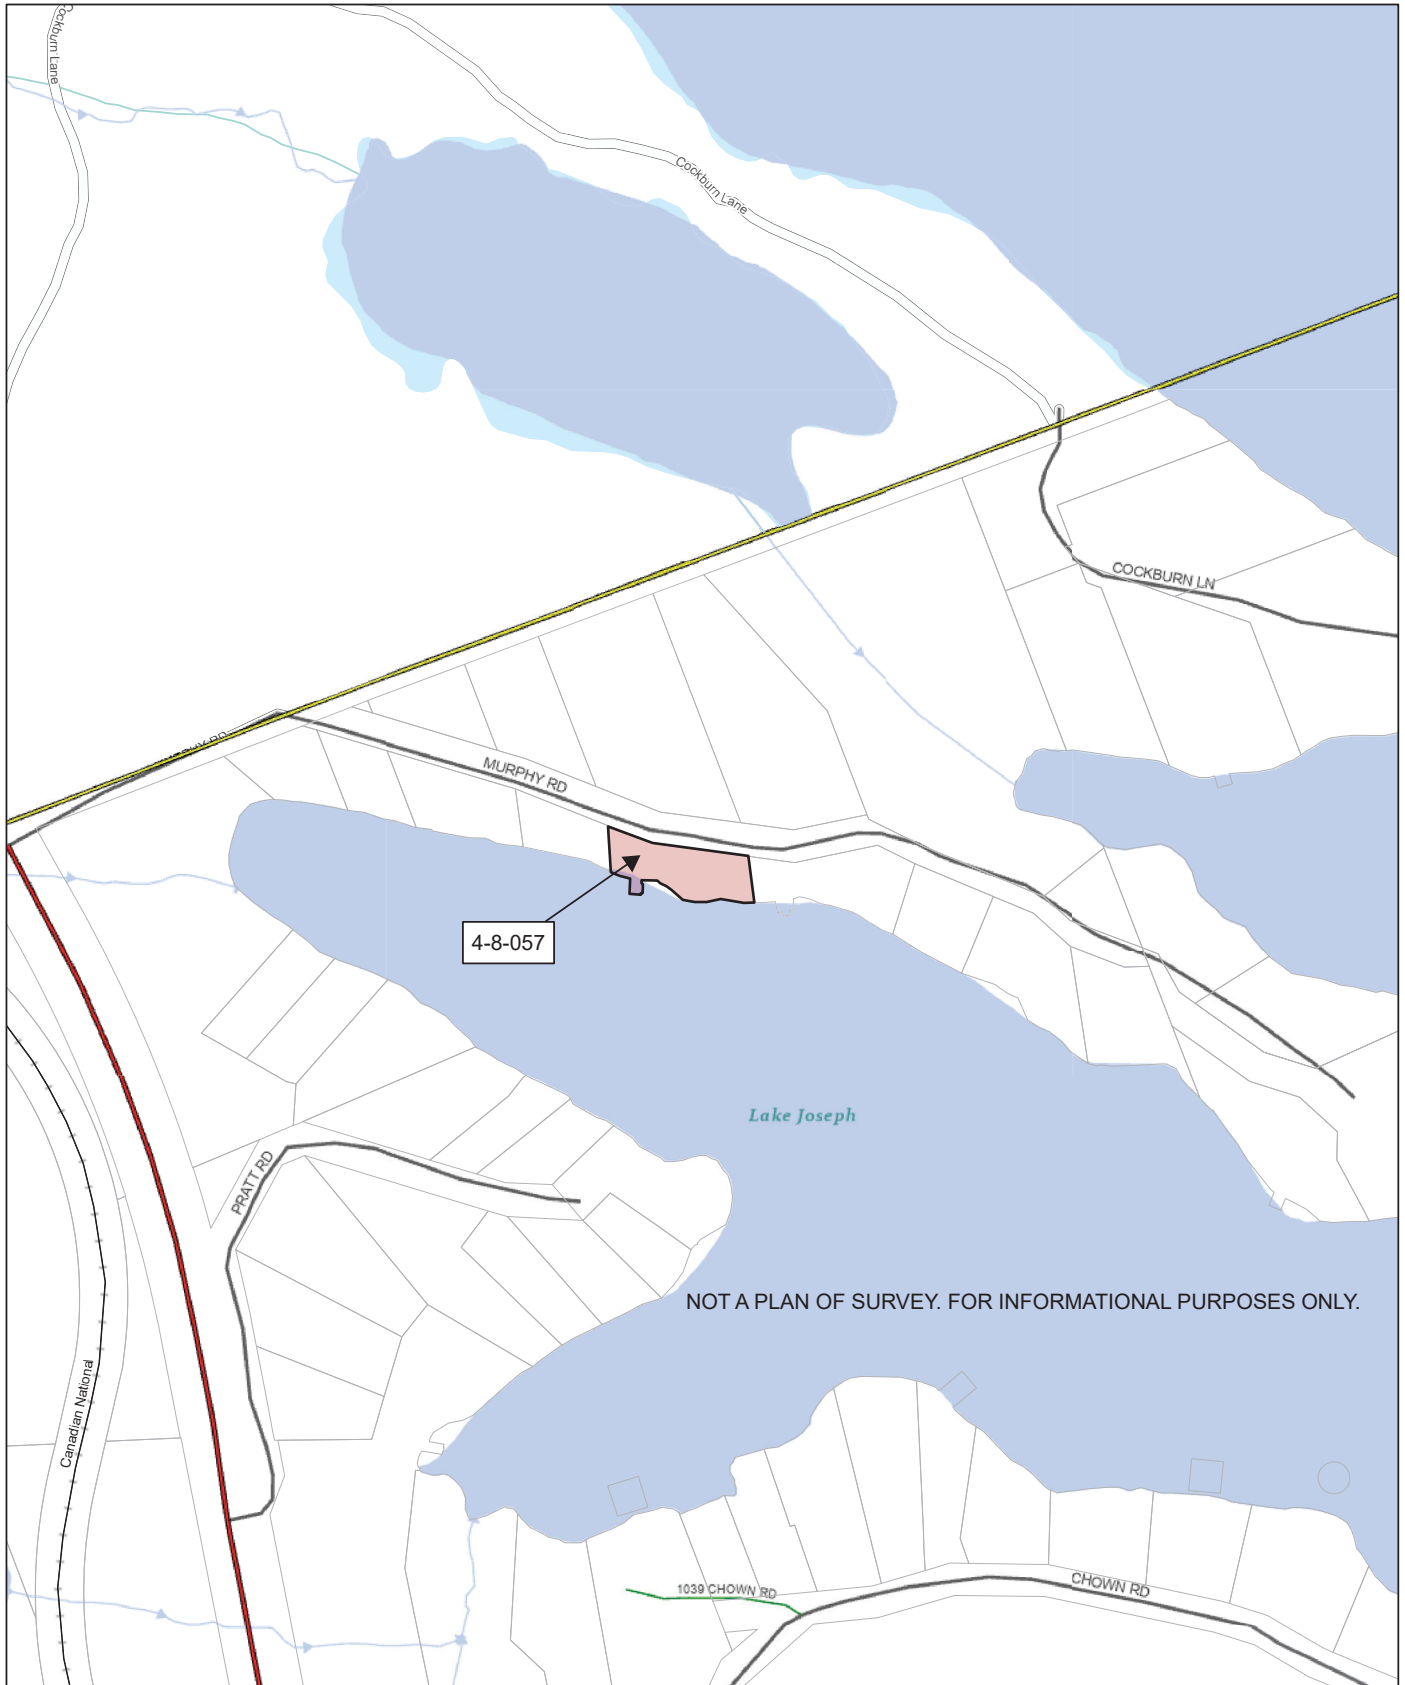 Cockburn Lane
Cockburn Lane
COCKBURN LN
RD
MURPHY RD
4-8-057
Lake Joseph
PRATT RD
NOT A PLAN OF SURVEY. FOR INFORMATIONAL PURPOSES ONLY.
Canadian National
1039 CHOWN RD
CHOWN RD